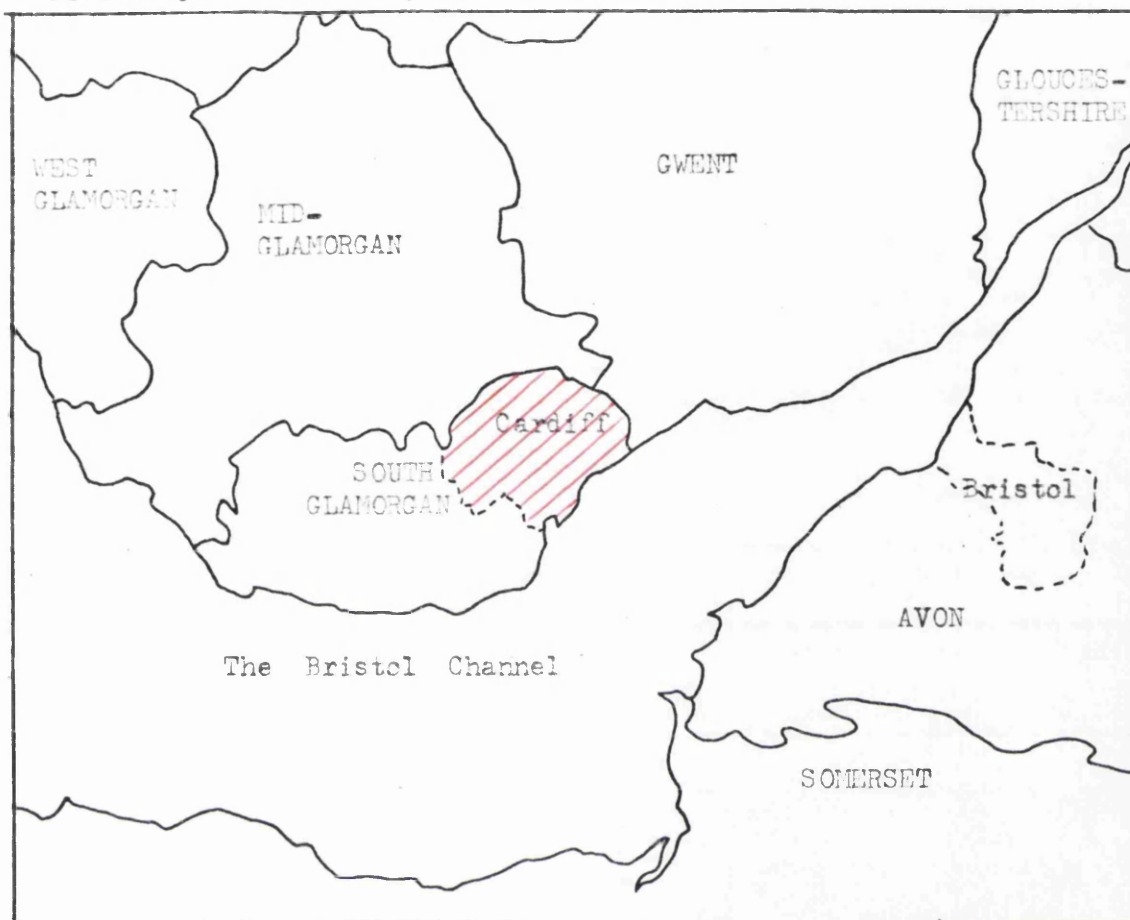 GLOUCES-
TERSHIRE
WEST
GLAMORGAN
GWENT
MID-
GLAMORGAN
Cardiff
SOUTH
GLAMORGAN
Bristol
AVON
The Bristol Channel
SOMERSET